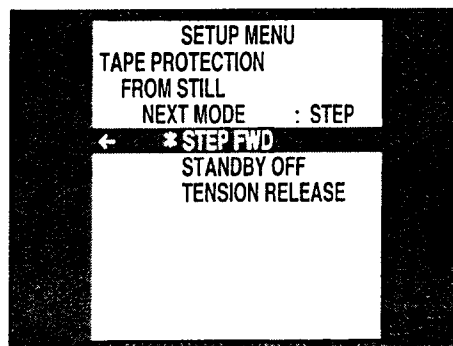 SETUP MENU
TAPE PROTECTION
FROM STILL
NEXT MODE : STEP
← * STEP FWD
STANDBY OFF
TENSION RELEASE